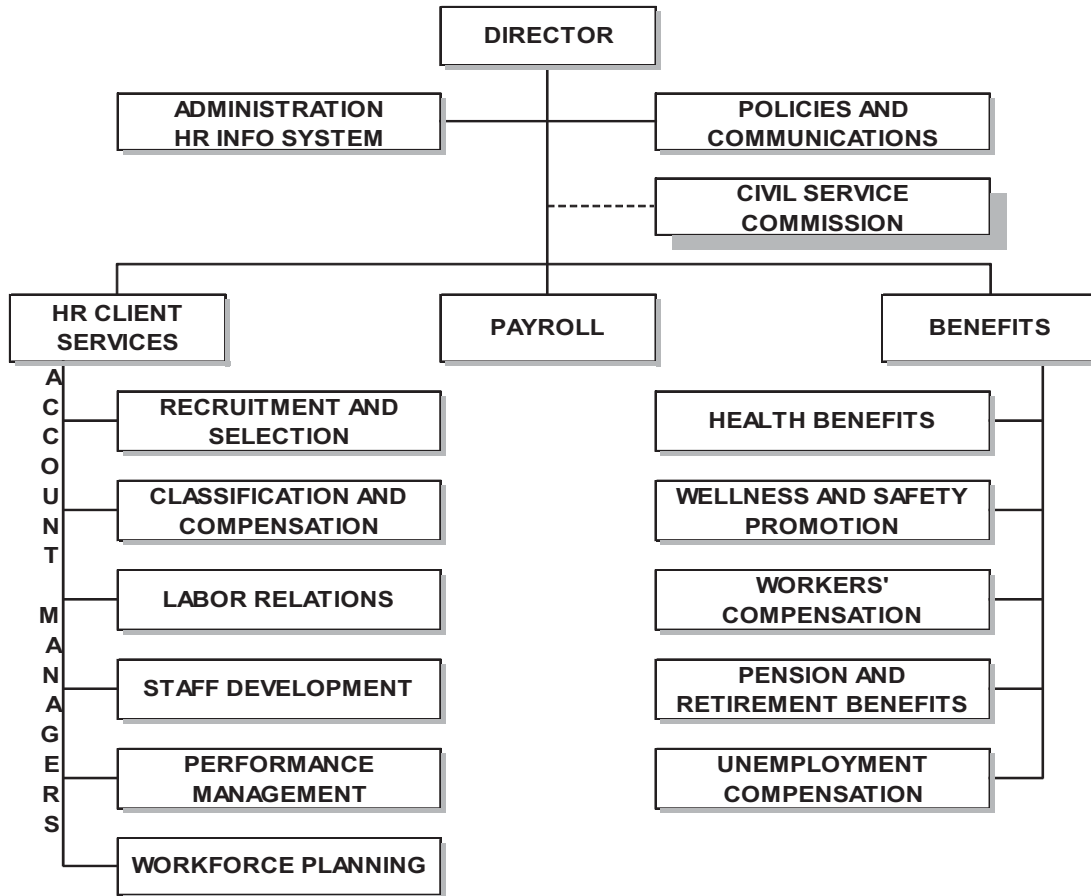 DIRECTOR
ADMINISTRATION
HR INFO SYSTEM
POLICIES AND
COMMUNICATIONS
CIVIL SERVICE
COMMISSION
HR CLIENT
SERVICES
PAYROLL
BENEFITS
ACCOUNT MANAGERS
RECRUITMENT AND
SELECTION
CLASSIFICATION AND
COMPENSATION
LABOR RELATIONS
STAFF DEVELOPMENT
PERFORMANCE
MANAGEMENT
WORKFORCE PLANNING
HEALTH BENEFITS
WELLNESS AND SAFETY
PROMOTION
WORKERS'
COMPENSATION
PENSION AND
RETIREMENT BENEFITS
UNEMPLOYMENT
COMPENSATION